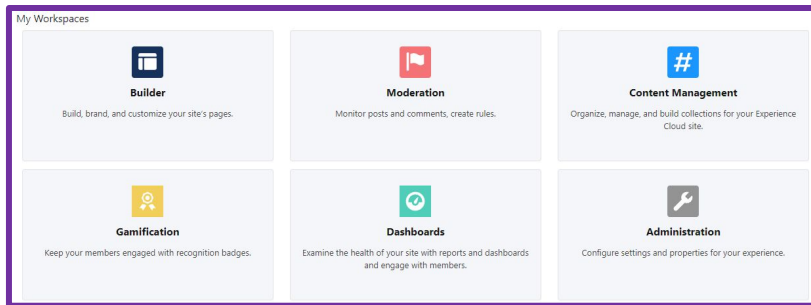 My Workspaces
Builder
Build, brand, and customize your site's pages.
Moderation
Monitor posts and comments, create rules.
Content Management
Organize, manage, and build collections for your Experience
Cloud site.
Gamification
Keep your members engaged with recognition badges.
Dashboards
Examine the health of your site with reports and dashboards
and engage with members.
Administration
Configure settings and properties for your experience.